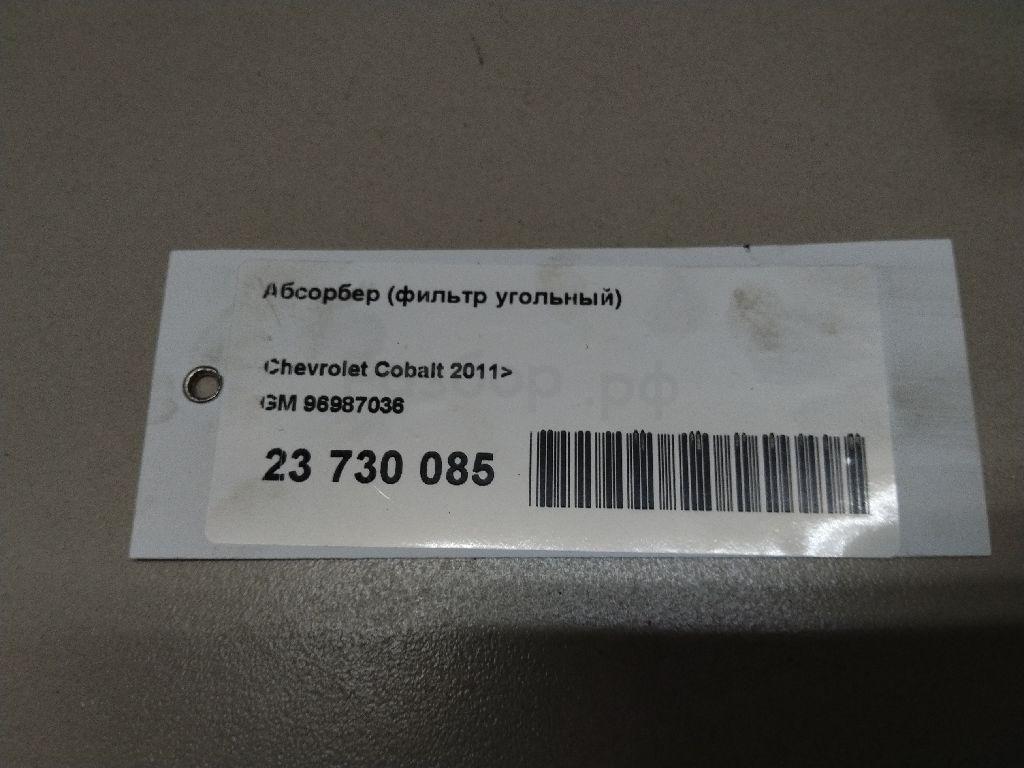 Абсорбер (фильтр угольный)
Chevrolet Cobalt 2011>
GM 96987036
23 730 085